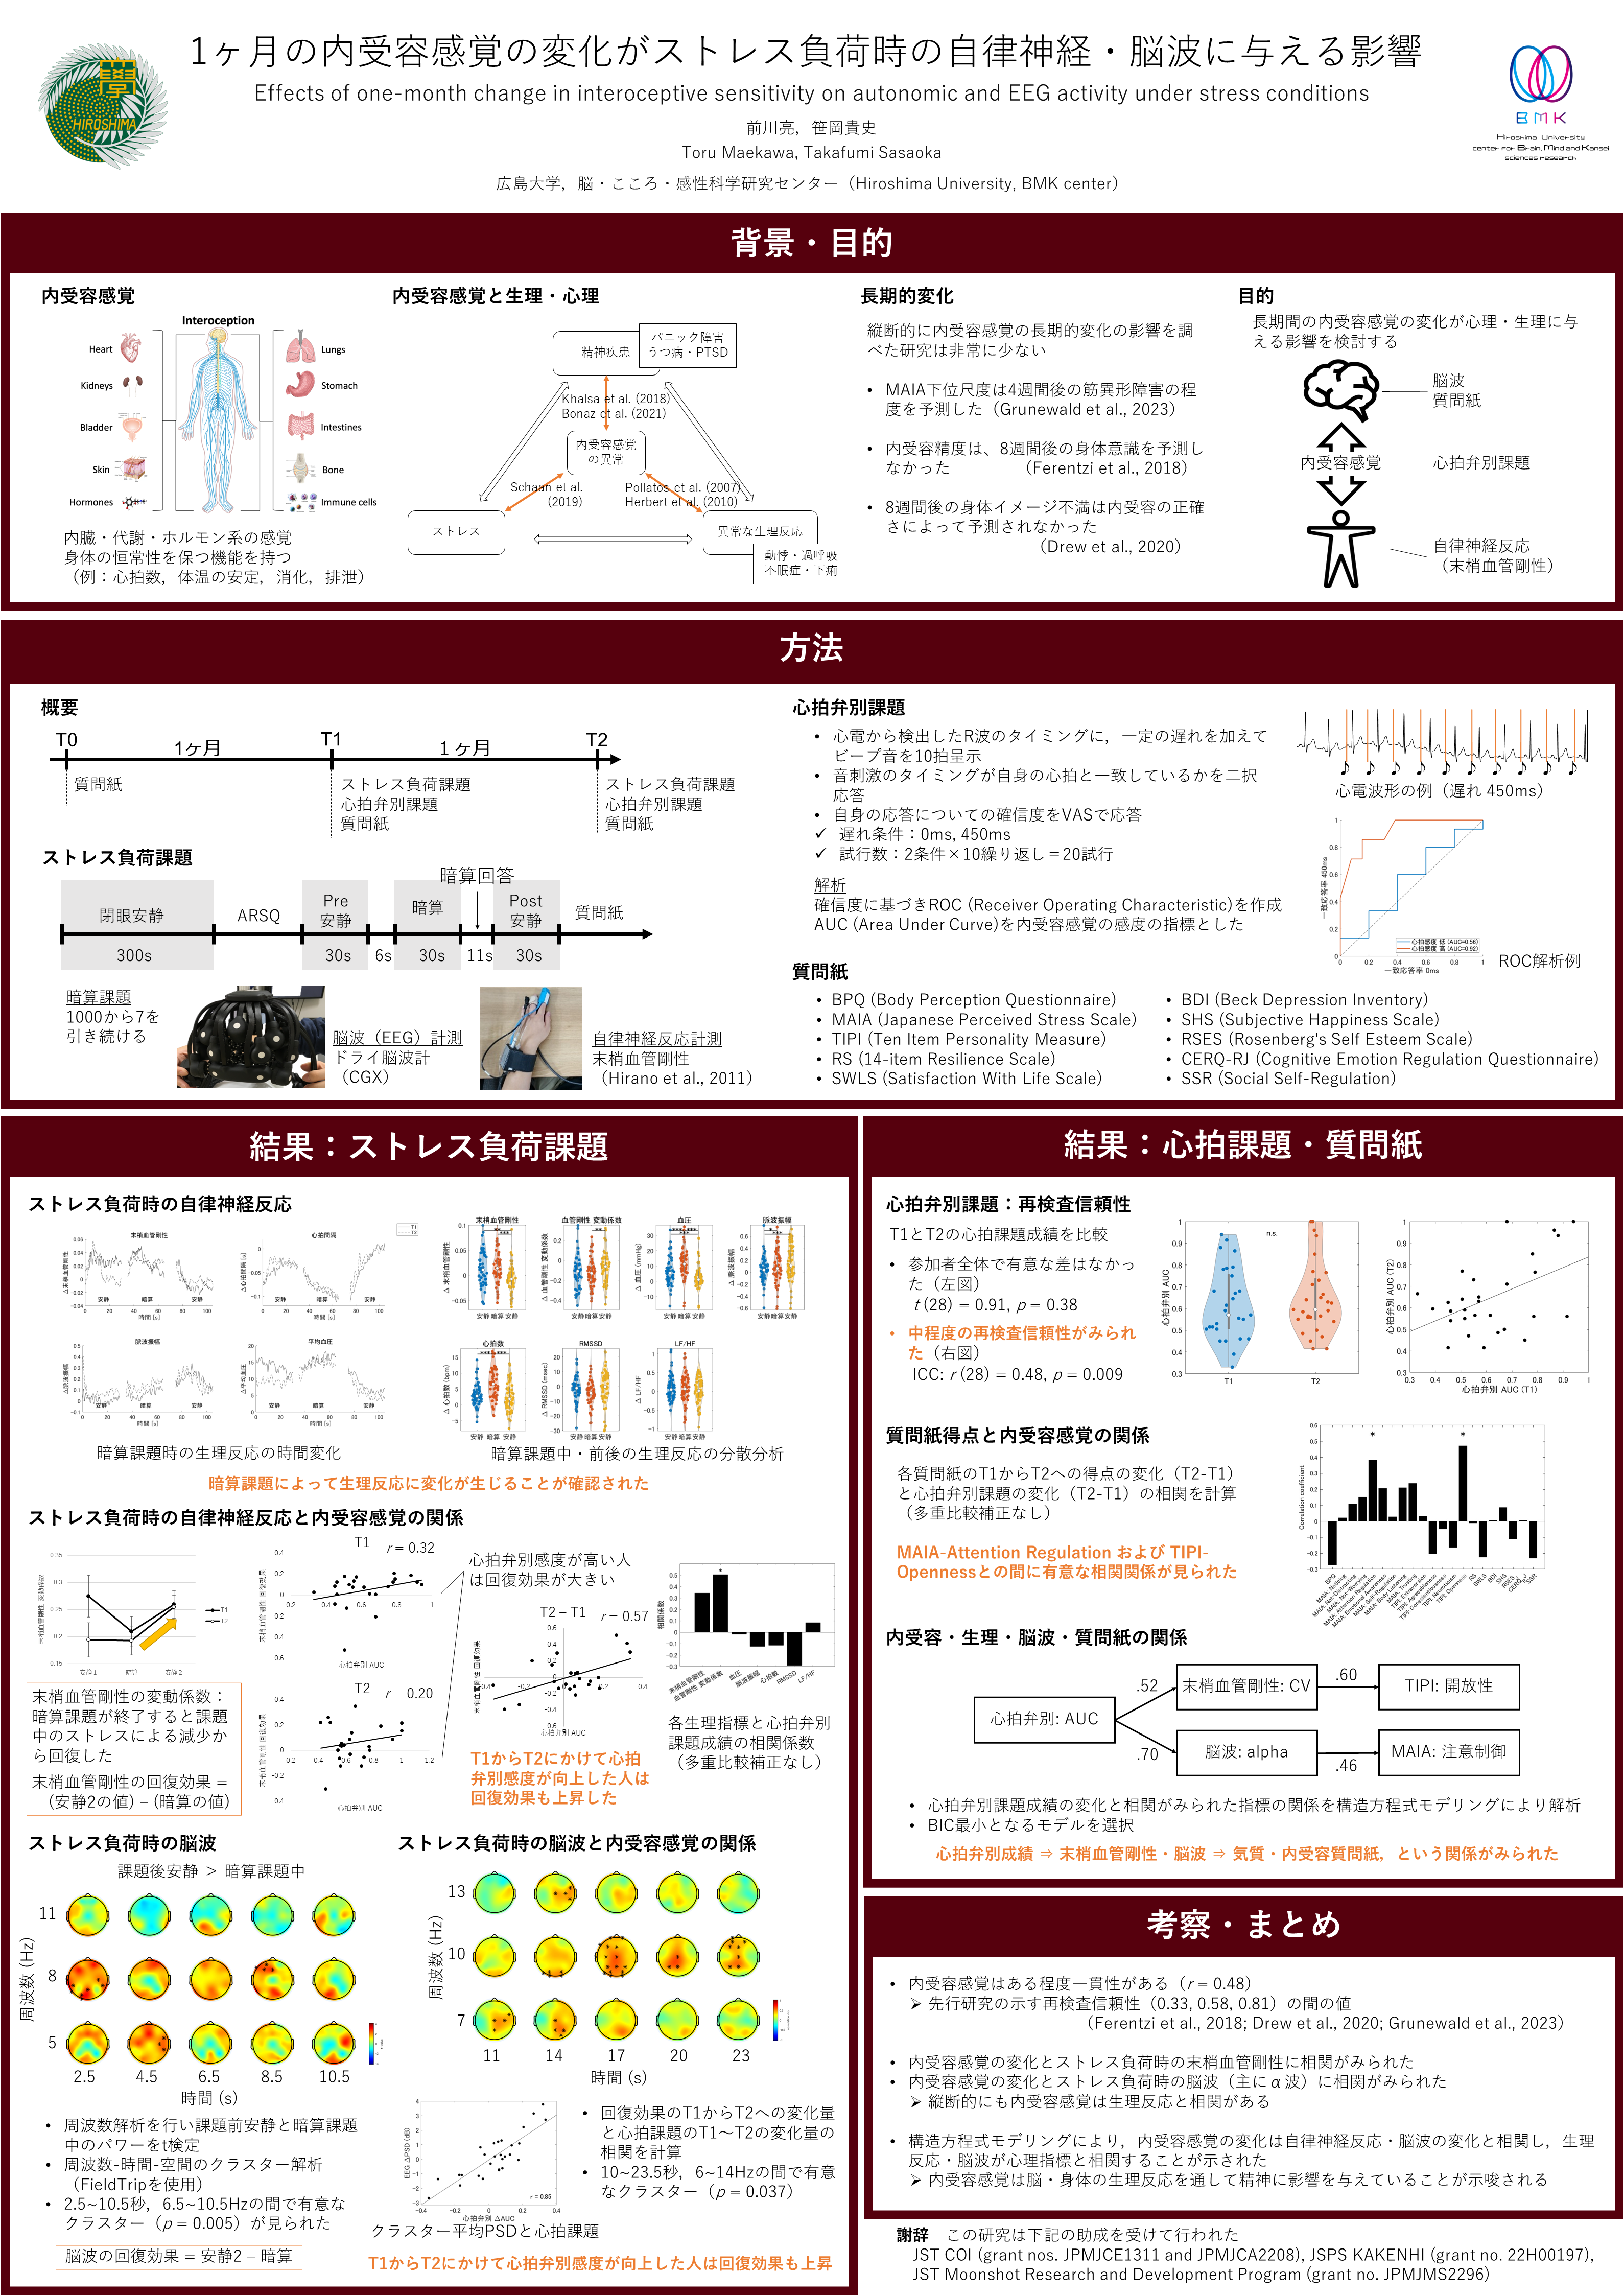 1ヶ月の内受容感覚の変化がストレス負荷時の自律神経・脳波に与える影響
Effects of one-month change in interoceptive sensitivity on autonomic and EEG activity under stress conditions
前川亮，笹岡貴史
Toru Maekawa, Takafumi Sasaoka
広島大学，脳・こころ・感性科学研究センター（Hiroshima University, BMK center）
HIROSHIMA
BMK
Hiroshima University
center for Brain, Mind and Kansei
sciences research
背景・目的
内受容感覚
Interoception
Heart
Kidneys
Bladder
Skin
Hormones
Lungs
Stomach
Intestines
Bone
Immune cells
内臓・代謝・ホルモン系の感覚
身体の恒常性を保つ機能を持つ
（例：心拍数，体温の安定，消化，排泄）
内受容感覚と生理・心理
精神疾患
パニック障害
うつ病・PTSD
Khalsa et al. (2018)
Bonaz et al. (2021)
内受容感覚
の異常
Schaan et al.
(2019)
Pollatos et al. (2007)
Herbert et al. (2010)
ストレス
異常な生理反応
動悸・過呼吸
不眠症・下痢
長期的変化
縦断的に内受容感覚の長期的変化の影響を調
べた研究は非常に少ない
• MAIA下位尺度は4週間後の筋異形障害の程
度を予測した（Grunewald et al., 2023）
• 内受容精度は、8週間後の身体意識を予測し
なかった （Ferentzi et al., 2018）
• 8週間後の身体イメージ不満は内受容の正確
さによって予測されなかった
（Drew et al., 2020）
目的
長期間の内受容感覚の変化が心理・生理に与
える影響を検討する
脳波
質問紙
内受容感覚
心拍弁別課題
自律神経反応
（末梢血管剛性）
方法
概要
T0
1ヶ月
T1
1 ヶ月
T2
質問紙
ストレス負荷課題
心拍弁別課題
質問紙
ストレス負荷課題
心拍弁別課題
質問紙
ストレス負荷課題
暗算回答
閉眼安静
ARSQ
Pre
安静
暗算
Post
安静
質問紙
300s
30s
6s
30s
11s
30s
暗算課題
1000から7を
引き続ける
脳波（EEG）計測
ドライ脳波計
（CGX）
自律神経反応計測
末梢血管剛性
（Hirano et al., 2011）
心拍弁別課題
• 心電から検出したR波のタイミングに，一定の遅れを加えて
ビープ音を10拍呈示
• 音刺激のタイミングが自身の心拍と一致しているかを二択
応答
• 自身の応答についての確信度をVASで応答
✓ 遅れ条件：0ms, 450ms
✓ 試行数：2条件×10繰り返し＝20試行
解析
確信度に基づきROC (Receiver Operating Characteristic)を作成
AUC (Area Under Curve)を内受容感覚の感度の指標とした
心電波形の例（遅れ 450ms）
一致応答率 450ms
心拍感度 低 (AUC=0.56)
心拍感度 高 (AUC=0.92)
0 0.2 0.4 0.6 0.8 1
一致応答率 0ms
ROC解析例
質問紙
• BPQ (Body Perception Questionnaire)
• MAIA (Japanese Perceived Stress Scale)
• TIPI (Ten Item Personality Measure)
• RS (14-item Resilience Scale)
• SWLS (Satisfaction With Life Scale)
• BDI (Beck Depression Inventory)
• SHS (Subjective Happiness Scale)
• RSES (Rosenberg's Self Esteem Scale)
• CERQ-RJ (Cognitive Emotion Regulation Questionnaire)
• SSR (Social Self-Regulation)
結果：ストレス負荷課題
ストレス負荷時の自律神経反応
末梢血管剛性
心拍間隔
脈波振幅
平均血圧
時間 [s]
暗算課題時の生理反応の時間変化
末梢血管剛性
血管剛性 変動係数
血圧
脈波振幅
心拍数
RMSSD
LF/HF
安静 暗算 安静
暗算課題中・前後の生理反応の分散分析
暗算課題によって生理反応に変化が生じることが確認された
ストレス負荷時の自律神経反応と内受容感覚の関係
末梢血管剛性 変動係数
安静1 暗算 安静2
T1
T2
末梢血管剛性の変動係数：
暗算課題が終了すると課題
中のストレスによる減少か
ら回復した
末梢血管剛性の回復効果 =
(安静2の値) – (暗算の値)
T1 r = 0.32
心拍弁別 AUC
T2 r = 0.20
心拍弁別 AUC
心拍弁別感度が高い人
は回復効果が大きい
T2 – T1 r = 0.57
心拍弁別 AUC
T1からT2にかけて心拍
弁別感度が向上した人は
回復効果も上昇した
相関係数
末梢血管剛性
血管剛性 変動係数
血圧
脈波振幅
心拍数
RMSSD
LF/HF
各生理指標と心拍弁別
課題成績の相関係数
（多重比較補正なし）
ストレス負荷時の脳波
課題後安静 ＞ 暗算課題中
周波数 (Hz)
11
8
5
2.5 4.5 6.5 8.5 10.5
時間 (s)
• 周波数解析を行い課題前安静と暗算課題
中のパワーをt検定
• 周波数-時間-空間のクラスター解析
（FieldTripを使用）
• 2.5~10.5秒，6.5~10.5Hzの間で有意な
クラスター（p = 0.005）が見られた
脳波の回復効果 = 安静2 – 暗算
ストレス負荷時の脳波と内受容感覚の関係
周波数 (Hz)
13
10
7
11 14 17 20 23
時間 (s)
EEG ΔPSD (dB)
r = 0.85
心拍弁別 ΔAUC
クラスター平均PSDと心拍課題
• 回復効果のT1からT2への変化量
と心拍課題のT1～T2の変化量の
相関を計算
• 10~23.5秒，6~14Hzの間で有意
なクラスター（p = 0.037）
T1からT2にかけて心拍弁別感度が向上した人は回復効果も上昇
結果：心拍課題・質問紙
心拍弁別課題：再検査信頼性
T1とT2の心拍課題成績を比較
• 参加者全体で有意な差はなかっ
た（左図）
t (28) = 0.91, p = 0.38
• 中程度の再検査信頼性がみられ
た（右図）
ICC: r (28) = 0.48, p = 0.009
心拍弁別 AUC
n.s.
T1 T2
心拍弁別 AUC (T2)
心拍弁別 AUC (T1)
質問紙得点と内受容感覚の関係
各質問紙のT1からT2への得点の変化（T2-T1）
と心拍弁別課題の変化（T2-T1）の相関を計算
（多重比較補正なし）
MAIA-Attention Regulation および TIPI-
Opennessとの間に有意な相関関係が見られた
Correlation coefficient
内受容・生理・脳波・質問紙の関係
心拍弁別: AUC
.52
末梢血管剛性: CV
.60
TIPI: 開放性
.70
脳波: alpha
.46
MAIA: 注意制御
• 心拍弁別課題成績の変化と相関がみられた指標の関係を構造方程式モデリングにより解析
• BIC最小となるモデルを選択
心拍弁別成績 ⇒ 末梢血管剛性・脳波 ⇒ 気質・内受容質問紙，という関係がみられた
考察・まとめ
• 内受容感覚はある程度一貫性がある（r = 0.48）
➢ 先行研究の示す再検査信頼性（0.33, 0.58, 0.81）の間の値
（Ferentzi et al., 2018; Drew et al., 2020; Grunewald et al., 2023）
• 内受容感覚の変化とストレス負荷時の末梢血管剛性に相関がみられた
• 内受容感覚の変化とストレス負荷時の脳波（主にα波）に相関がみられた
➢ 縦断的にも内受容感覚は生理反応と相関がある
• 構造方程式モデリングにより，内受容感覚の変化は自律神経反応・脳波の変化と相関し，生理
反応・脳波が心理指標と相関することが示された
➢ 内受容感覚は脳・身体の生理反応を通して精神に影響を与えていることが示唆される
謝辞 この研究は下記の助成を受けて行われた
JST COI (grant nos. JPMJCE1311 and JPMJCA2208), JSPS KAKENHI (grant no. 22H00197),
JST Moonshot Research and Development Program (grant no. JPMJMS2296)